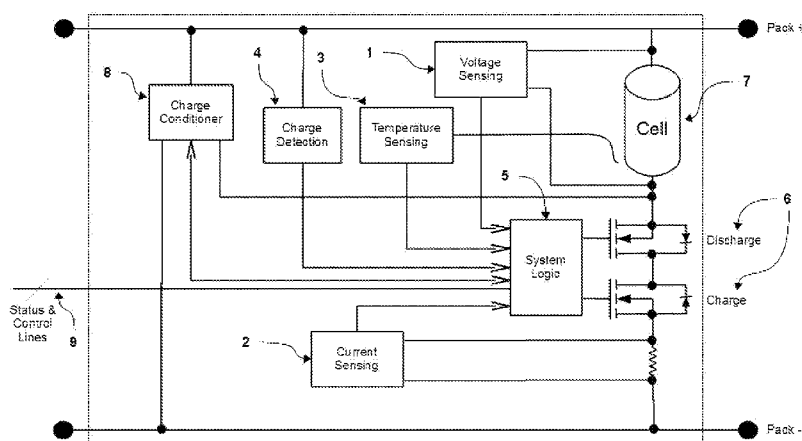 Pack +
1
Voltage
Sensing
8
4
3
7
Charge
Conditioner
Charge
Detection
Temperature
Sensing
Cell
5
6
System
Logic
Discharge
Charge
Status &
Control
Lines
9
2
Current
Sensing
Pack -